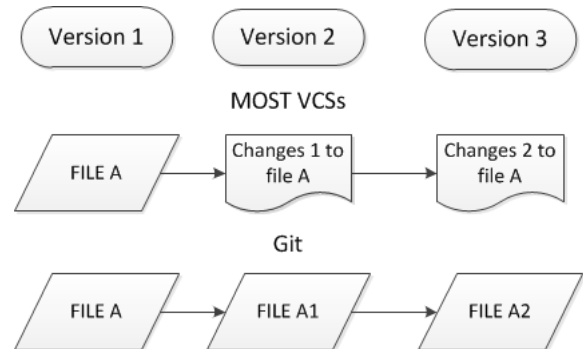 Version 1
Version 2
Version 3
MOST VCSs
FILE A
Changes 1 to
file A
Changes 2 to
file A
Git
FILE A
FILE A1
FILE A2